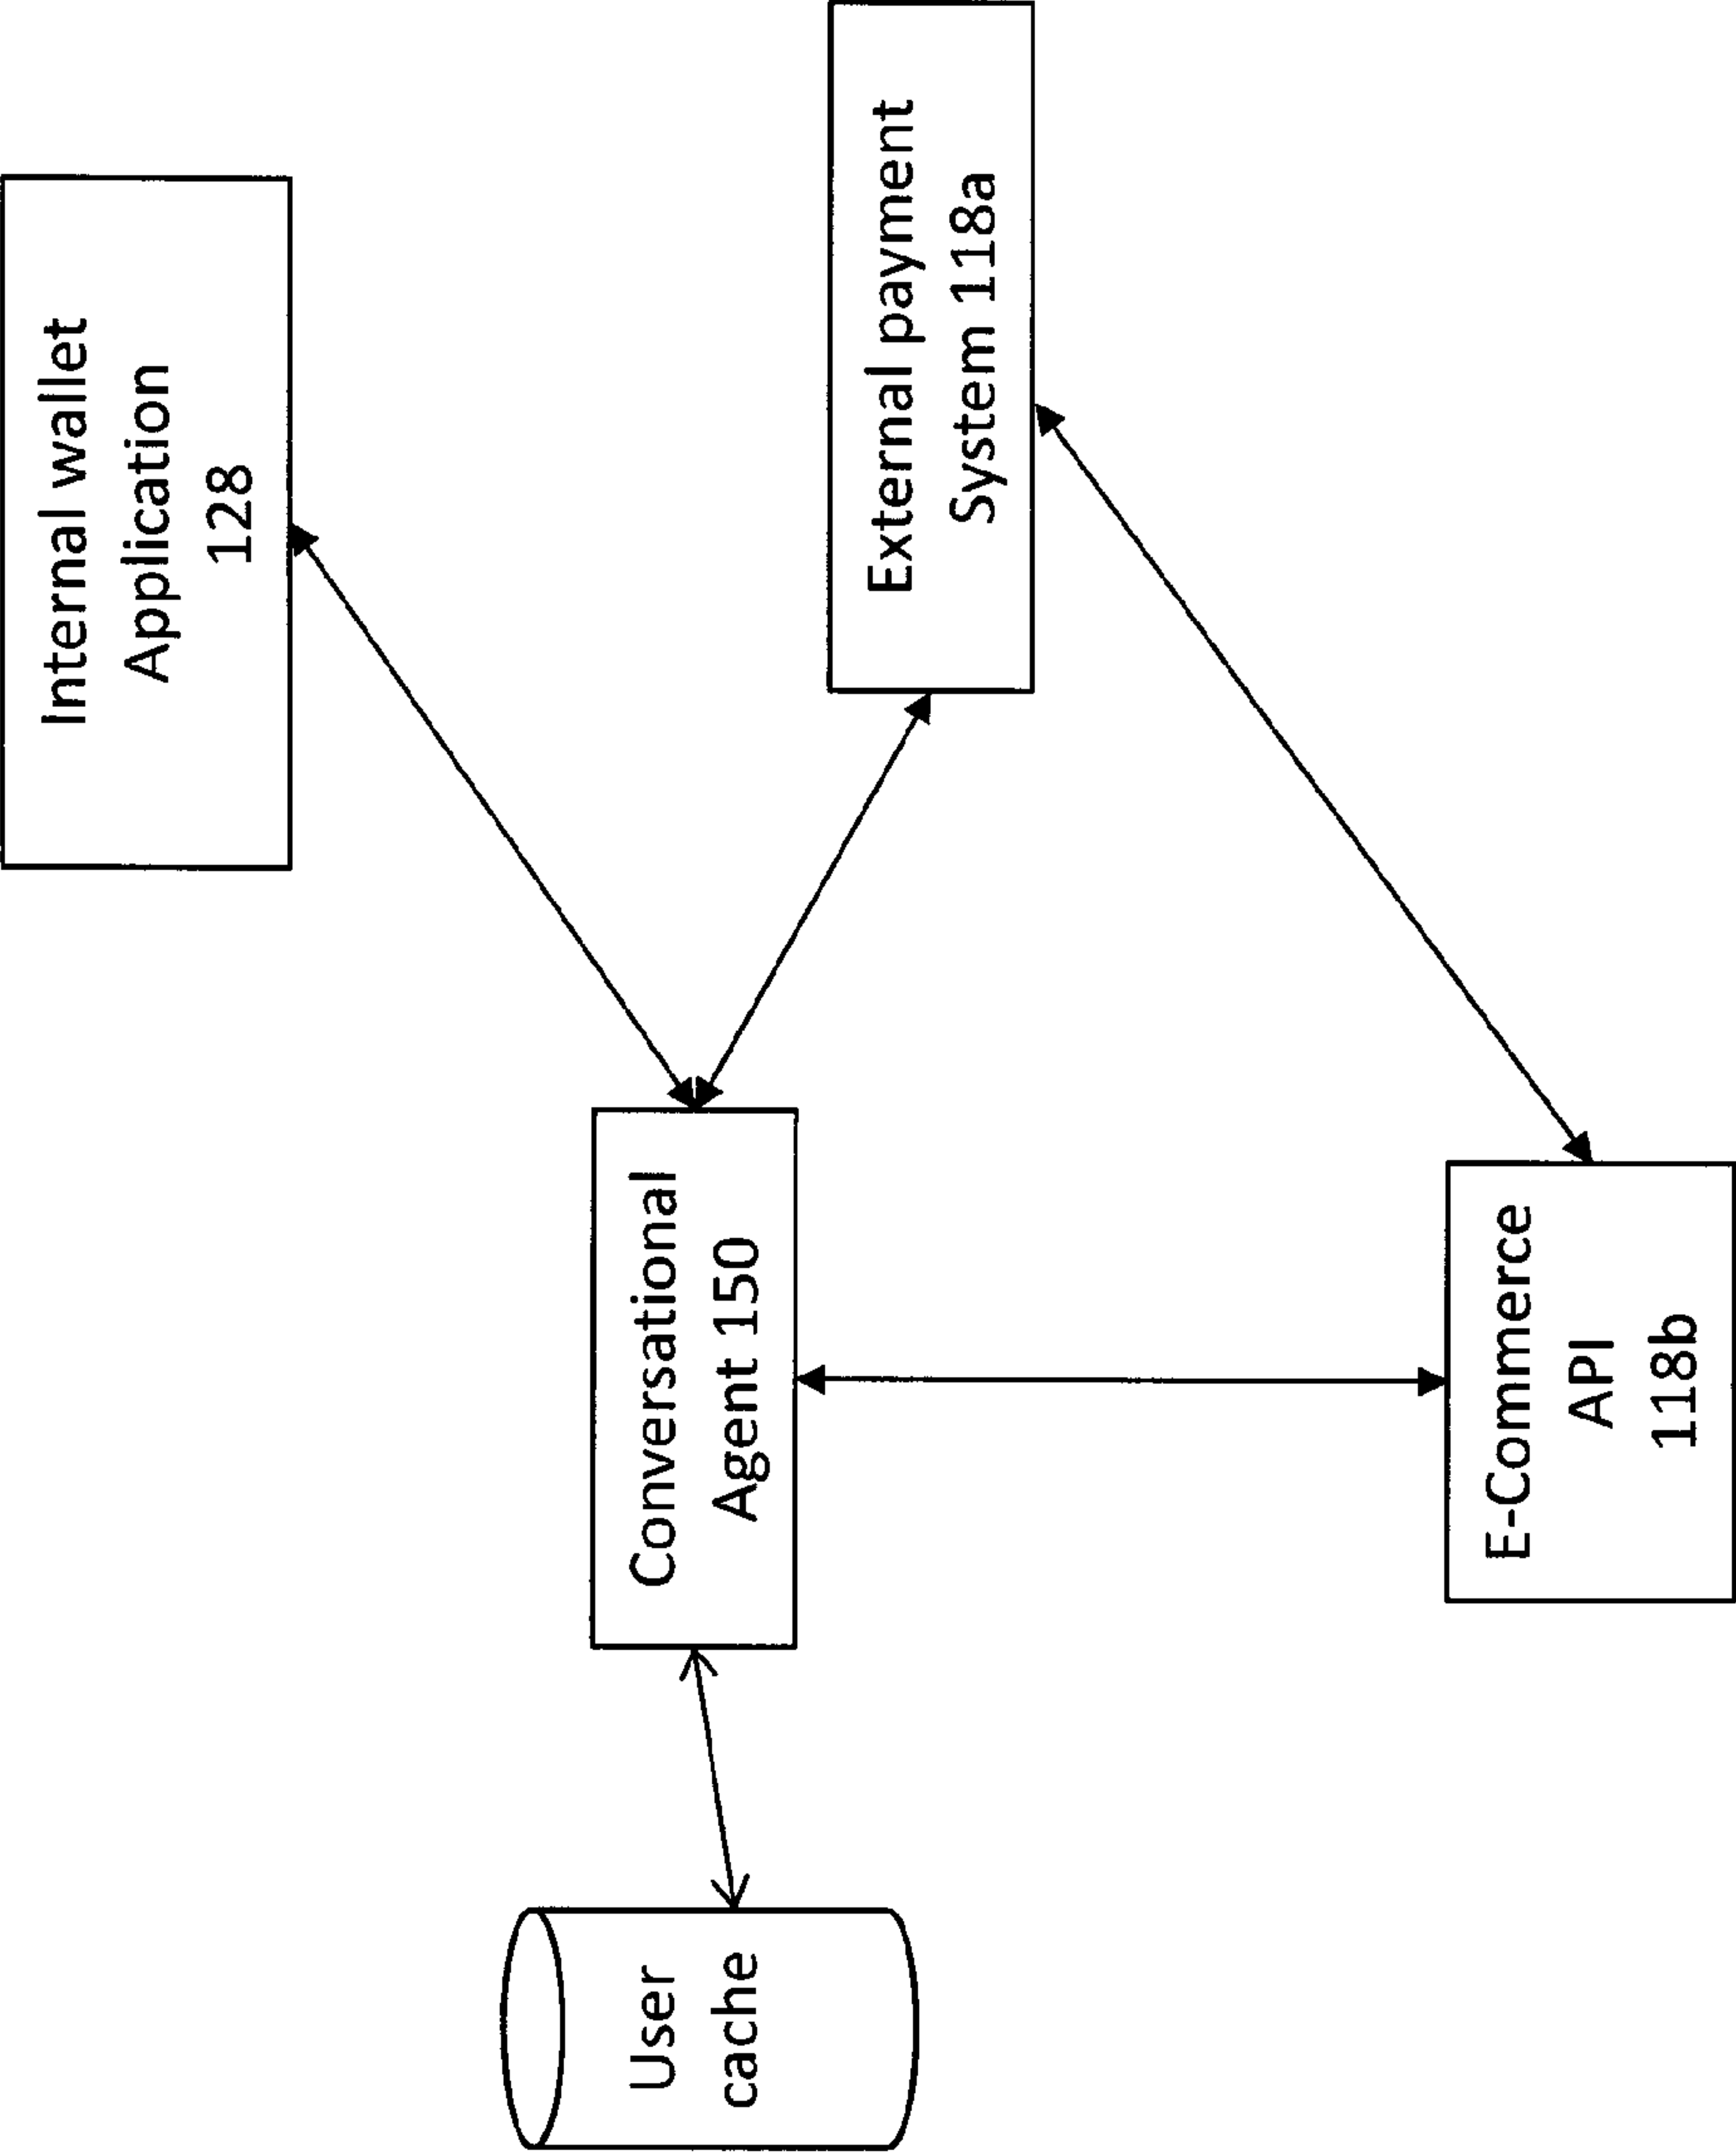 Internal wallet
Application
128
External payment
System 118a
Conversational
Agent 150
E-Commerce
API
118b
User
cache